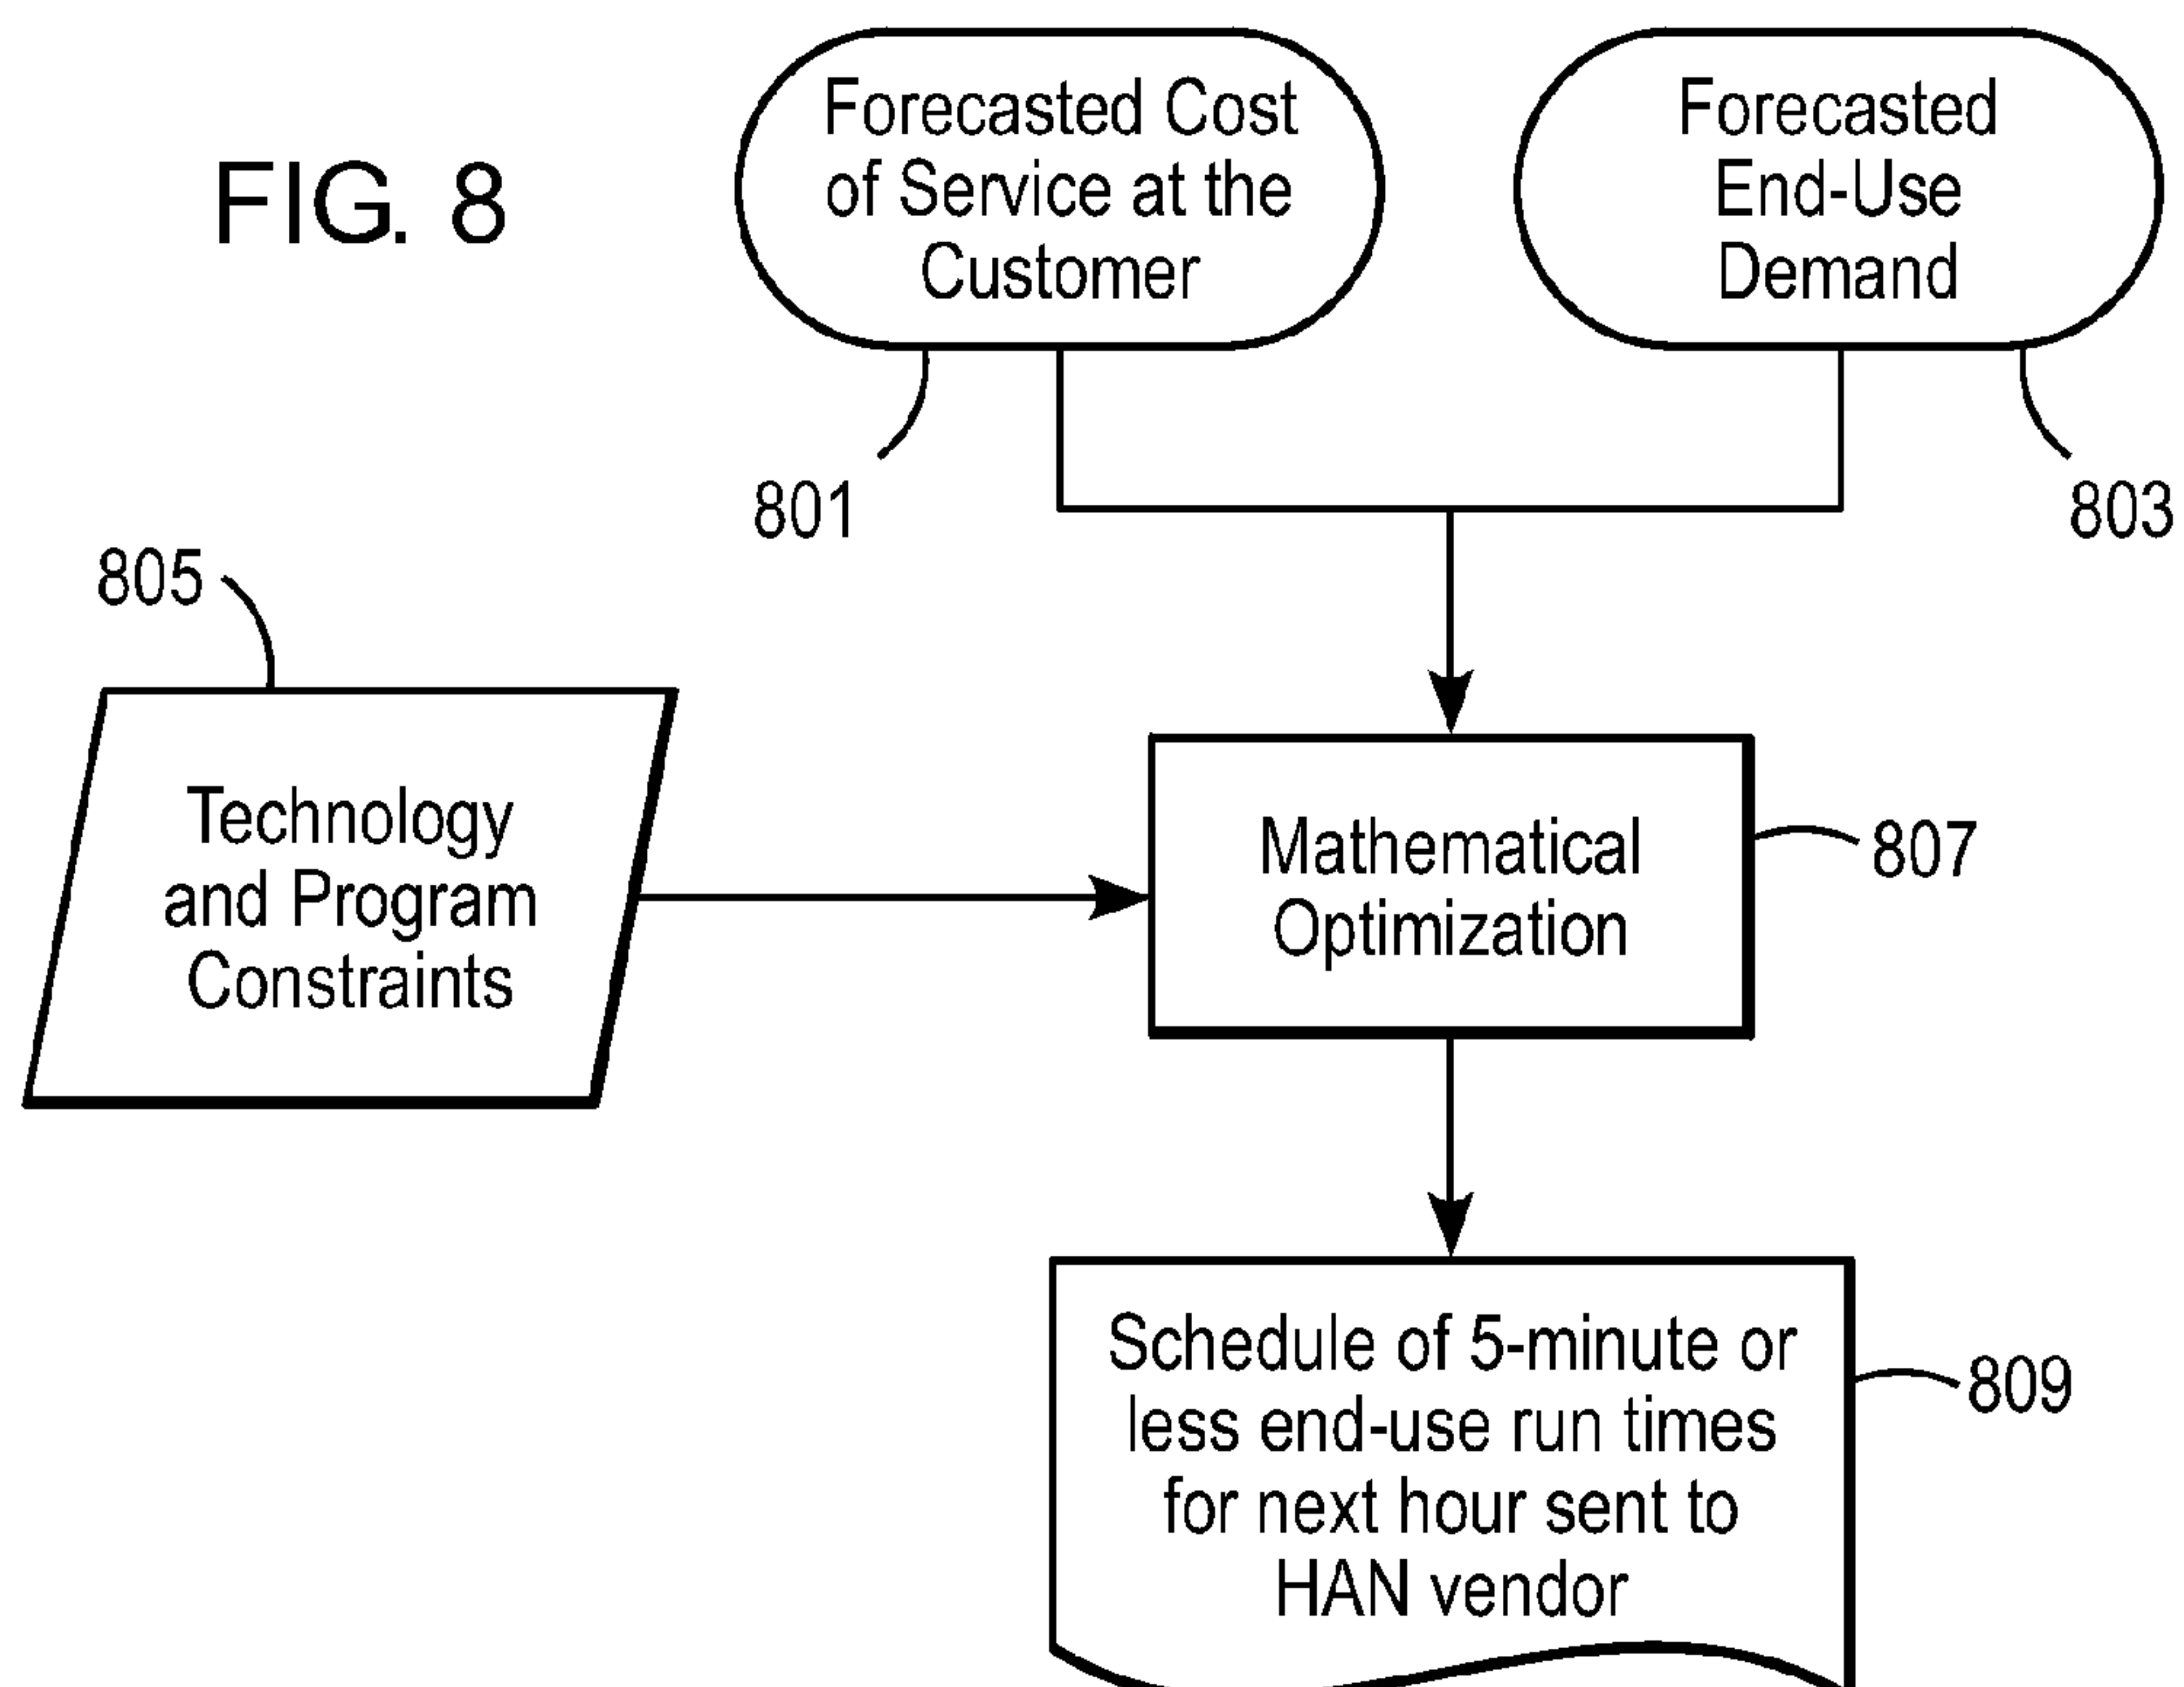 FIG. 8
Forecasted Cost
of Service at the
Customer
Forecasted
End-Use
Demand
801
803
805
Technology
and Program
Constraints
Mathematical
Optimization
807
Schedule of 5-minute or
less end-use run times
for next hour sent to
HAN vendor
809